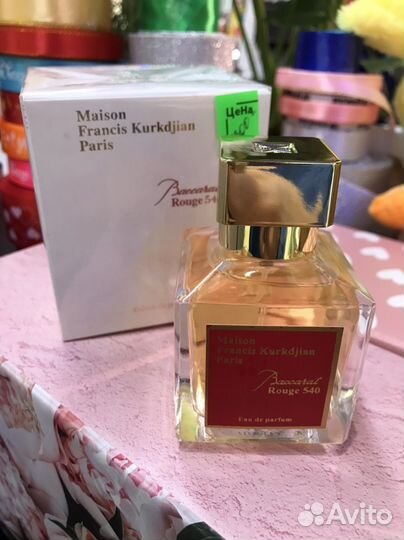 Maison
Francis Kurkdjian
Paris
Baccarat
Rouge 540
Цена
Maison
Francis Kurkdjian
Paris
Baccarat
Rouge 540
Eau de parfum
Avito